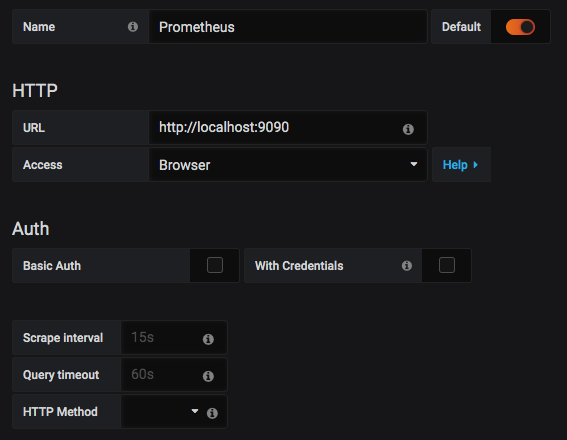 Name Prometheus Default
HTTP
URL http://localhost:9090
Access Browser Help
Auth
Basic Auth With Credentials
Scrape interval 15s
Query timeout 60s
HTTP Method